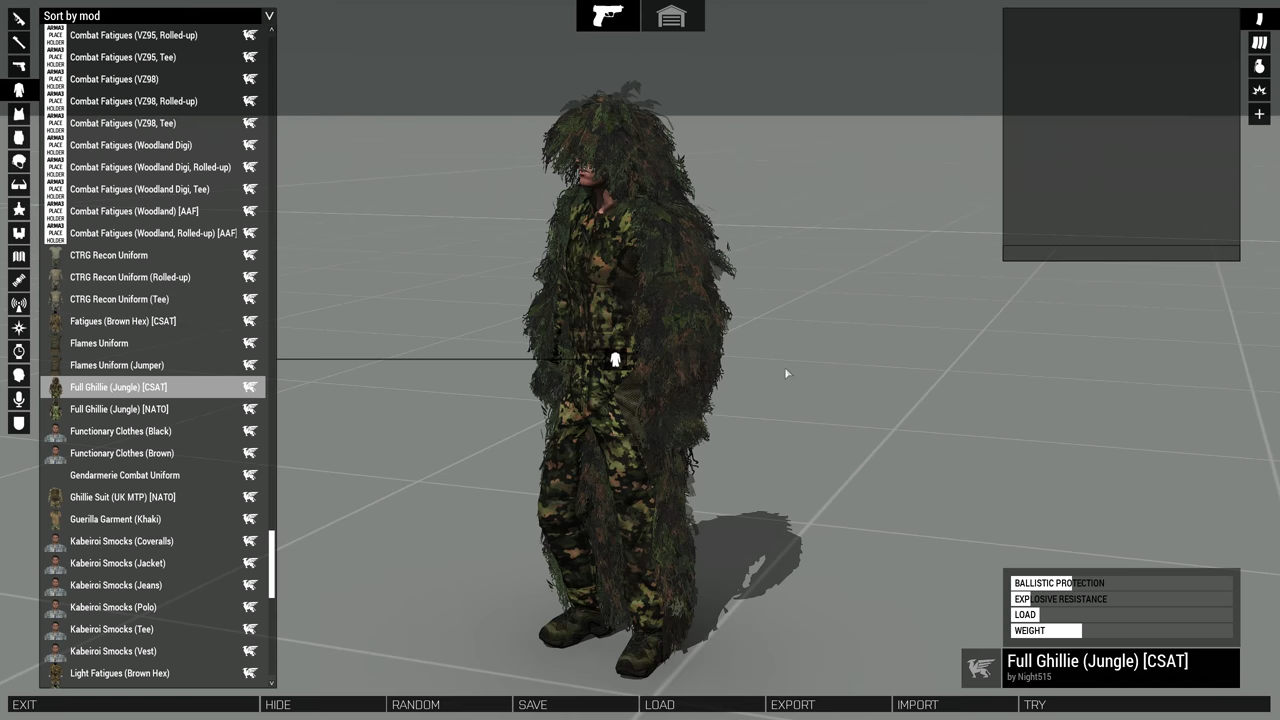 Sort by mod
Combat Fatigues (VZ95, Rolled-up)
Combat Fatigues (VZ95, Tee)
Combat Fatigues (VZ98)
Combat Fatigues (VZ98, Rolled-up)
Combat Fatigues (VZ98, Tee)
Combat Fatigues (Woodland Digi)
Combat Fatigues (Woodland Digi, Rolled-up)
Combat Fatigues (Woodland Digi, Tee)
Combat Fatigues (Woodland) [AAF]
Combat Fatigues (Woodland, Rolled-up) [AAF]
CTRG Recon Uniform
CTRG Recon Uniform (Rolled-up)
CTRG Recon Uniform (Tee)
Fatigues (Brown Hex) [CSAT]
Flames Uniform
Flames Uniform (Jumper)
Full Ghillie (Jungle) [CSAT]
Full Ghillie (Jungle) [NATO]
Functionary Clothes (Black)
Functionary Clothes (Brown)
Gendarmerie Combat Uniform
Ghillie Suit (UK MTP) [NATO]
Guerilla Garment (Khaki)
Kabeiroi Smocks (Coveralls)
Kabeiroi Smocks (Jacket)
Kabeiroi Smocks (Jeans)
Kabeiroi Smocks (Polo)
Kabeiroi Smocks (Tee)
Kabeiroi Smocks (Vest)
Light Fatigues (Brown Hex)
BALLISTIC PROTECTION
EXPLOSIVE RESISTANCE
LOAD
WEIGHT
Full Ghillie (Jungle) [CSAT]
by Night515
EXIT
HIDE
RANDOM
SAVE
LOAD
EXPORT
IMPORT
TRY